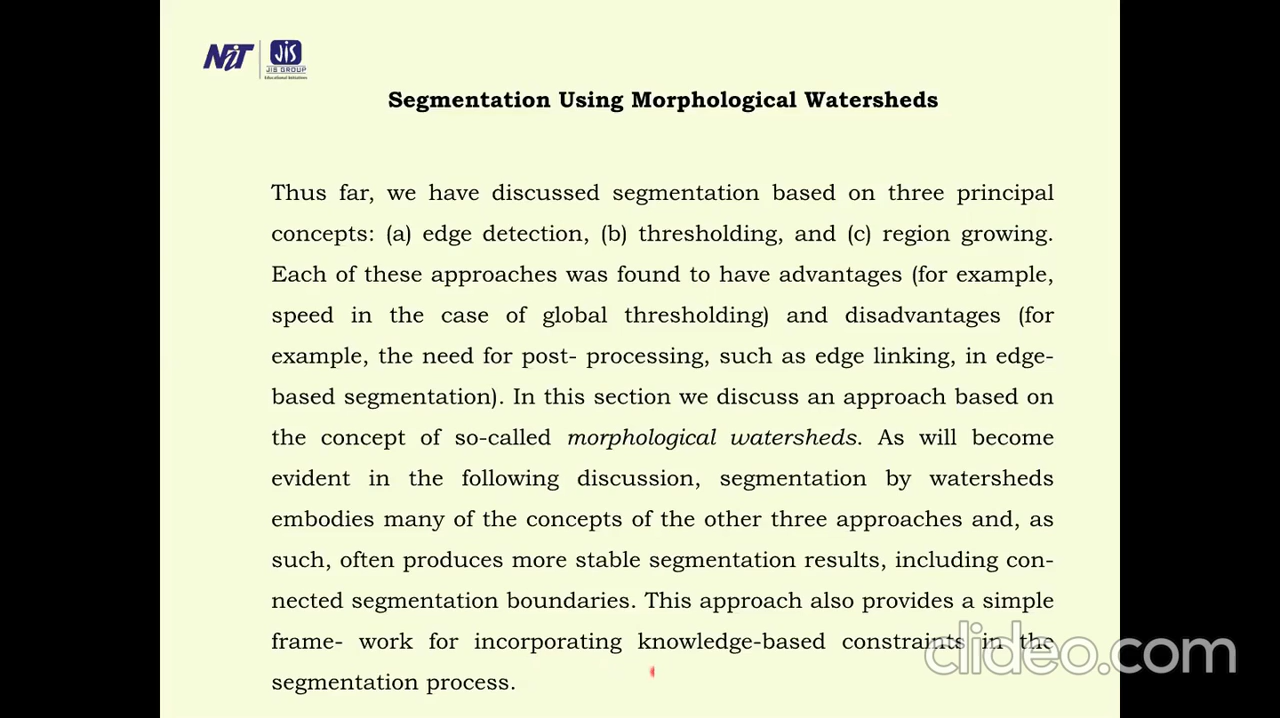 NiT
JIS
JIS GROUP
Educational Initiatives
Segmentation Using Morphological Watersheds
Thus far, we have discussed segmentation based on three principal
concepts: (a) edge detection, (b) thresholding, and (c) region growing.
Each of these approaches was found to have advantages (for example,
speed in the case of global thresholding) and disadvantages (for
example, the need for post- processing, such as edge linking, in edge-
based segmentation). In this section we discuss an approach based on
the concept of so-called morphological watersheds. As will become
evident in the following discussion, segmentation by watersheds
embodies many of the concepts of the other three approaches and, as
such, often produces more stable segmentation results, including con-
nected segmentation boundaries. This approach also provides a simple
frame- work for incorporating knowledge-based constraints in the
segmentation process.
clideo.com